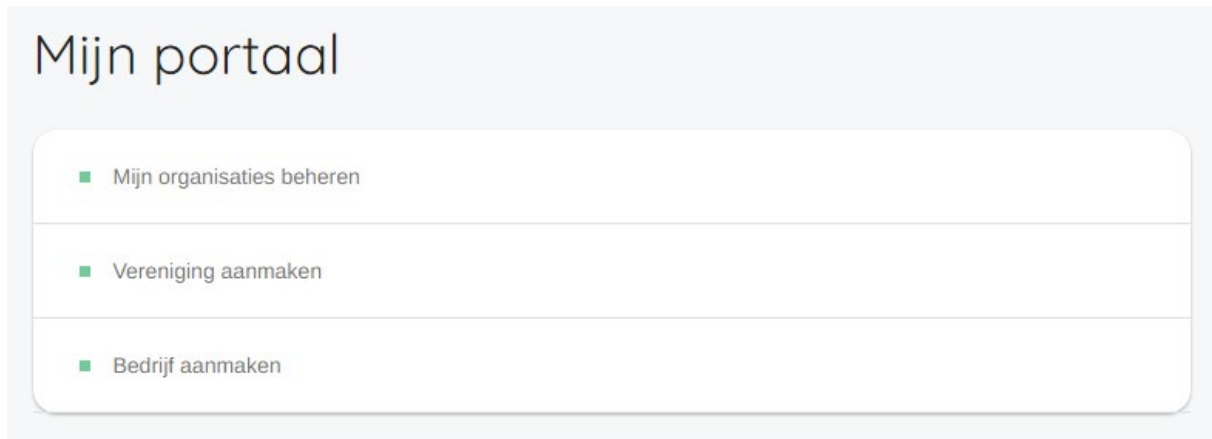 Mijn portaal
Mijn organisaties beheren
Vereniging aanmaken
Bedrijf aanmaken